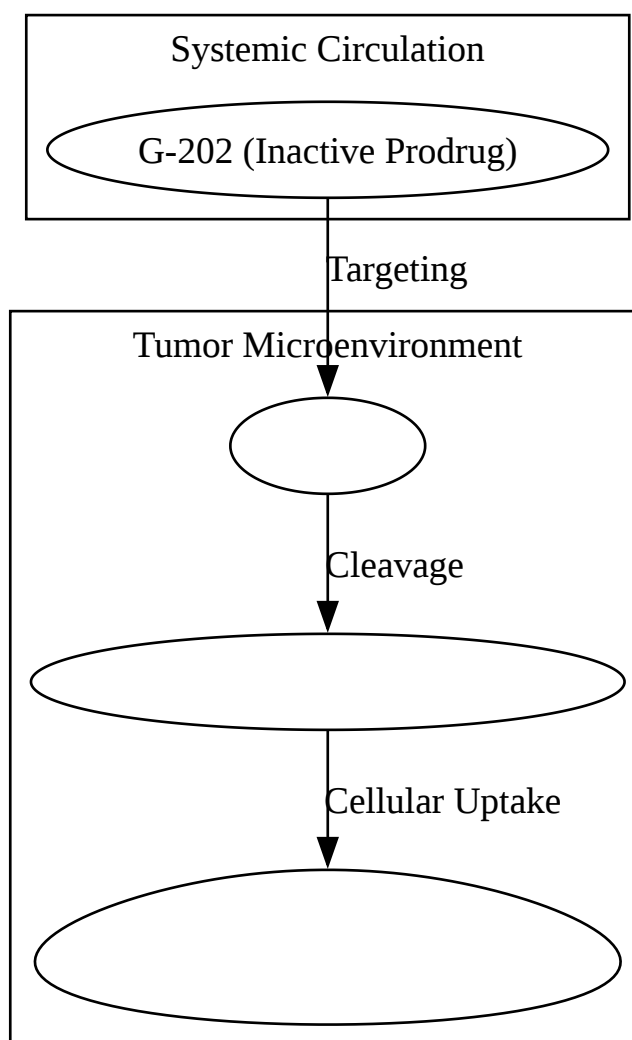 Systemic Circulation
G-202 (Inactive Prodrug)
Targeting
Tumor Microenvironment
Cleavage
Cellular Uptake